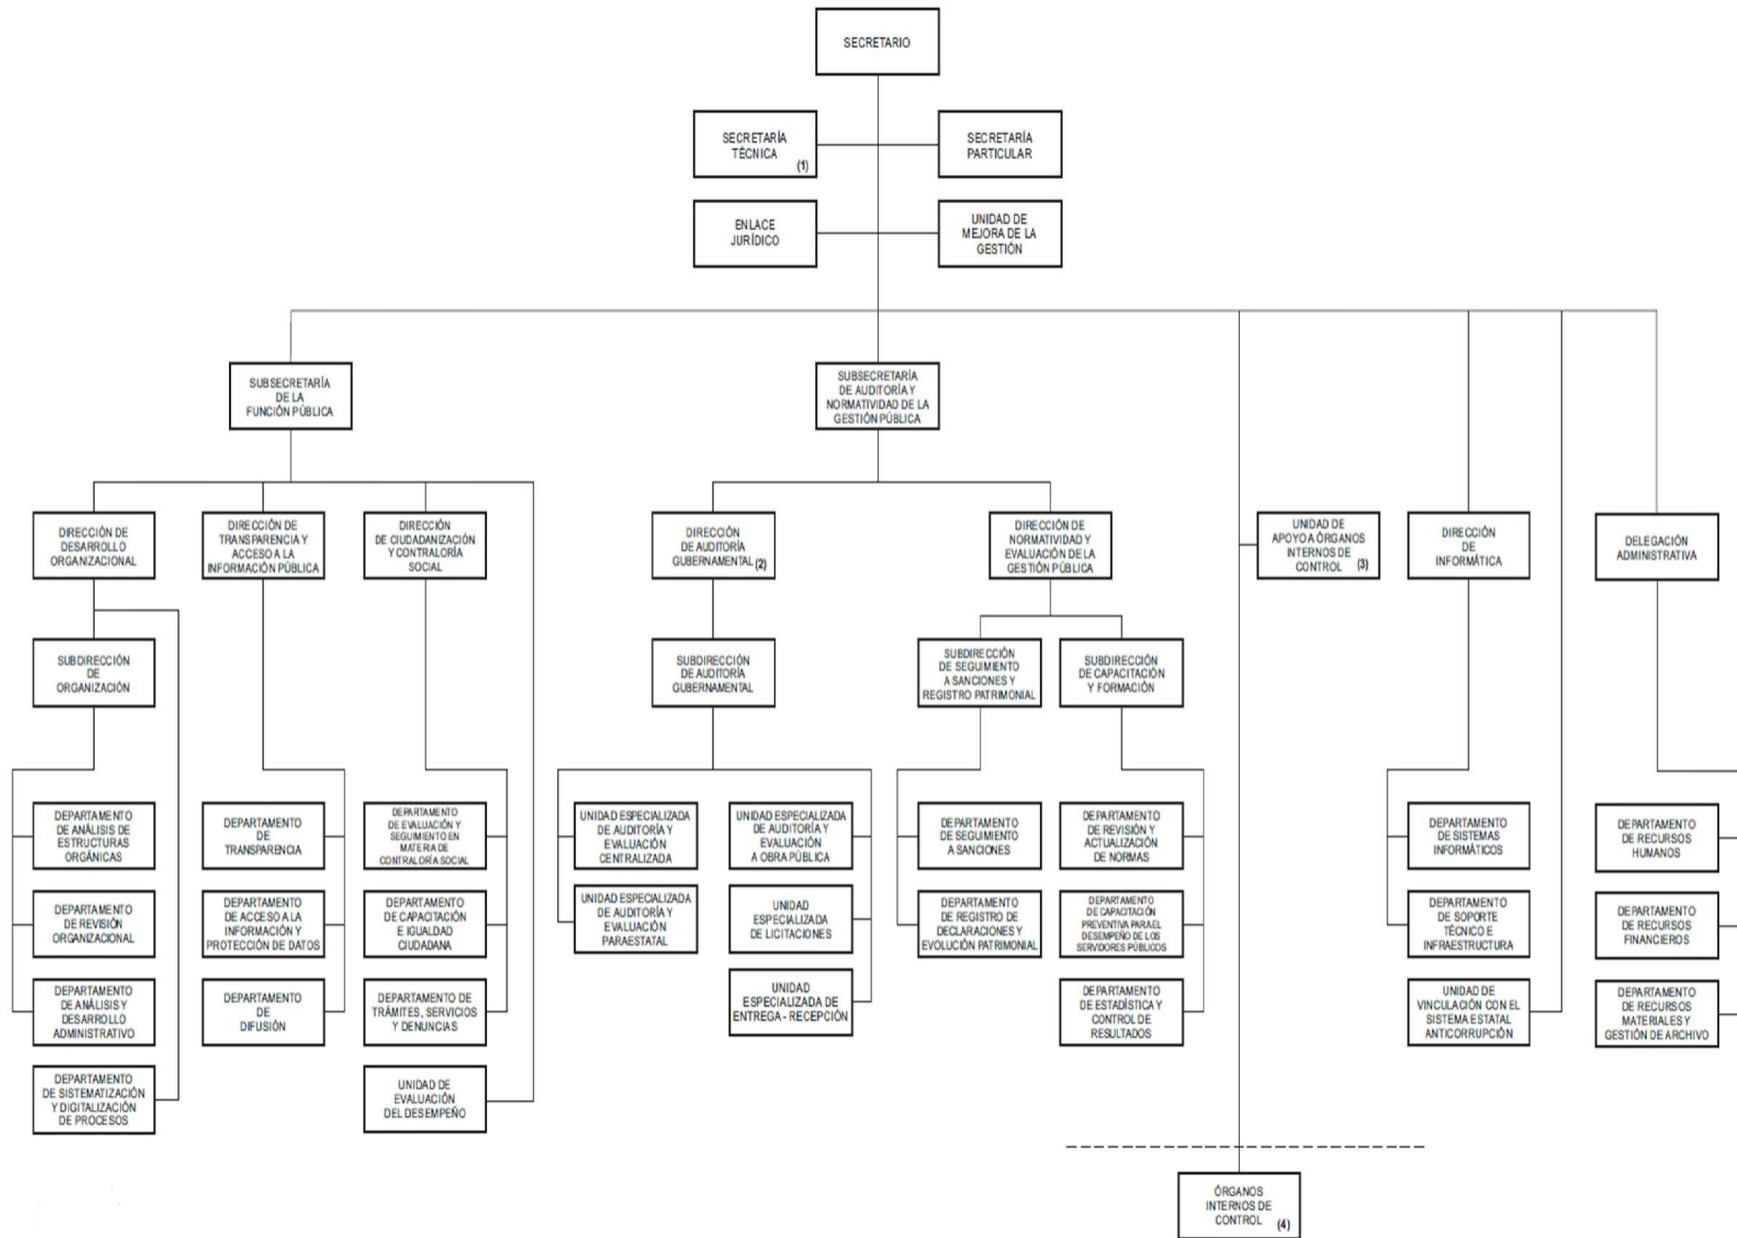 SECRETARIO
SECRETARÍA
TÉCNICA
(1)
SECRETARÍA
PARTICULAR
ENLACE
JURÍDICO
UNIDAD DE
MEJORA DE LA
GESTIÓN
SUBSECRETARÍA
DE LA
FUNCIÓN PÚBLICA
SUBSECRETARÍA
DE AUDITORÍA Y
NORMATIVIDAD DE LA
GESTIÓN PÚBLICA
DIRECCIÓN DE
DESARROLLO
ORGANIZACIONAL
DIRECCIÓN DE
TRANSPARENCIA Y
ACCESO A LA
INFORMACIÓN PÚBLICA
DIRECCIÓN
DE CIUDADANIZACIÓN
Y CONTRALORÍA
SOCIAL
DIRECCIÓN
DE AUDITORÍA
GUBERNAMENTAL (2)
DIRECCIÓN DE
NORMATIVIDAD Y
EVALUACIÓN DE LA
GESTIÓN PÚBLICA
UNIDAD DE
APOYO A ÓRGANOS
INTERNOS DE
CONTROL (3)
DIRECCIÓN
DE
INFORMÁTICA
DELEGACIÓN
ADMINISTRATIVA
SUBDIRECCIÓN
DE
ORGANIZACIÓN
SUBDIRECCIÓN
DE AUDITORÍA
GUBERNAMENTAL
SUBDIRECCIÓN
DE SEGUIMIENTO
A SANCIONES Y
REGISTRO PATRIMONIAL
SUBDIRECCIÓN
DE CAPACITACIÓN
Y FORMACIÓN
DEPARTAMENTO
DE ANÁLISIS DE
ESTRUCTURAS
ORGÁNICAS
DEPARTAMENTO
DE
TRANSPARENCIA
DEPARTAMENTO
DE EVALUACIÓN Y
SEGUIMIENTO EN
MATERIA DE
CONTRALORÍA SOCIAL
UNIDAD ESPECIALIZADA
DE AUDITORÍA Y
EVALUACIÓN
CENTRALIZADA
UNIDAD ESPECIALIZADA
DE AUDITORÍA Y
EVALUACIÓN
A OBRA PÚBLICA
DEPARTAMENTO
DE SEGUIMIENTO
A SANCIONES
DEPARTAMENTO
DE REVISIÓN Y
ACTUALIZACIÓN
DE NORMAS
DEPARTAMENTO
DE SISTEMAS
INFORMÁTICOS
DEPARTAMENTO
DE RECURSOS
HUMANOS
DEPARTAMENTO
DE REVISIÓN
ORGANIZACIONAL
DEPARTAMENTO
DE ACCESO A LA
INFORMACIÓN Y
PROTECCIÓN DE DATOS
DEPARTAMENTO
DE CAPACITACIÓN
E IGUALDAD
CIUDADANA
UNIDAD ESPECIALIZADA
DE AUDITORÍA Y
EVALUACIÓN
PARAESTATAL
UNIDAD
ESPECIALIZADA
DE LICITACIONES
DEPARTAMENTO
DE REGISTRO DE
DECLARACIONES Y
EVOLUCIÓN PATRIMONIAL
DEPARTAMENTO
DE CAPACITACIÓN
PREVENTIVA PARA EL
DESEMPEÑO DE LOS
SERVIDORES PÚBLICOS
DEPARTAMENTO
DE SOPORTE
TÉCNICO E
INFRAESTRUCTURA
DEPARTAMENTO
DE RECURSOS
FINANCIEROS
DEPARTAMENTO
DE ANÁLISIS Y
DESARROLLO
ADMINISTRATIVO
DEPARTAMENTO
DE
DIFUSIÓN
DEPARTAMENTO DE
TRÁMITES, SERVICIOS
Y DENUNCIAS
UNIDAD
ESPECIALIZADA DE
ENTREGA - RECEPCIÓN
DEPARTAMENTO
DE ESTADÍSTICA Y
CONTROL DE
RESULTADOS
UNIDAD DE
VINCULACIÓN CON EL
SISTEMA ESTATAL
ANTICORRUPCIÓN
DEPARTAMENTO
DE RECURSOS
MATERIALES Y
GESTIÓN DE ARCHIVO
DEPARTAMENTO
DE SISTEMATIZACIÓN
Y DIGITALIZACIÓN
DE PROCESOS
UNIDAD DE
EVALUACIÓN
DEL DESEMPEÑO
ÓRGANOS
INTERNOS DE
CONTROL (4)